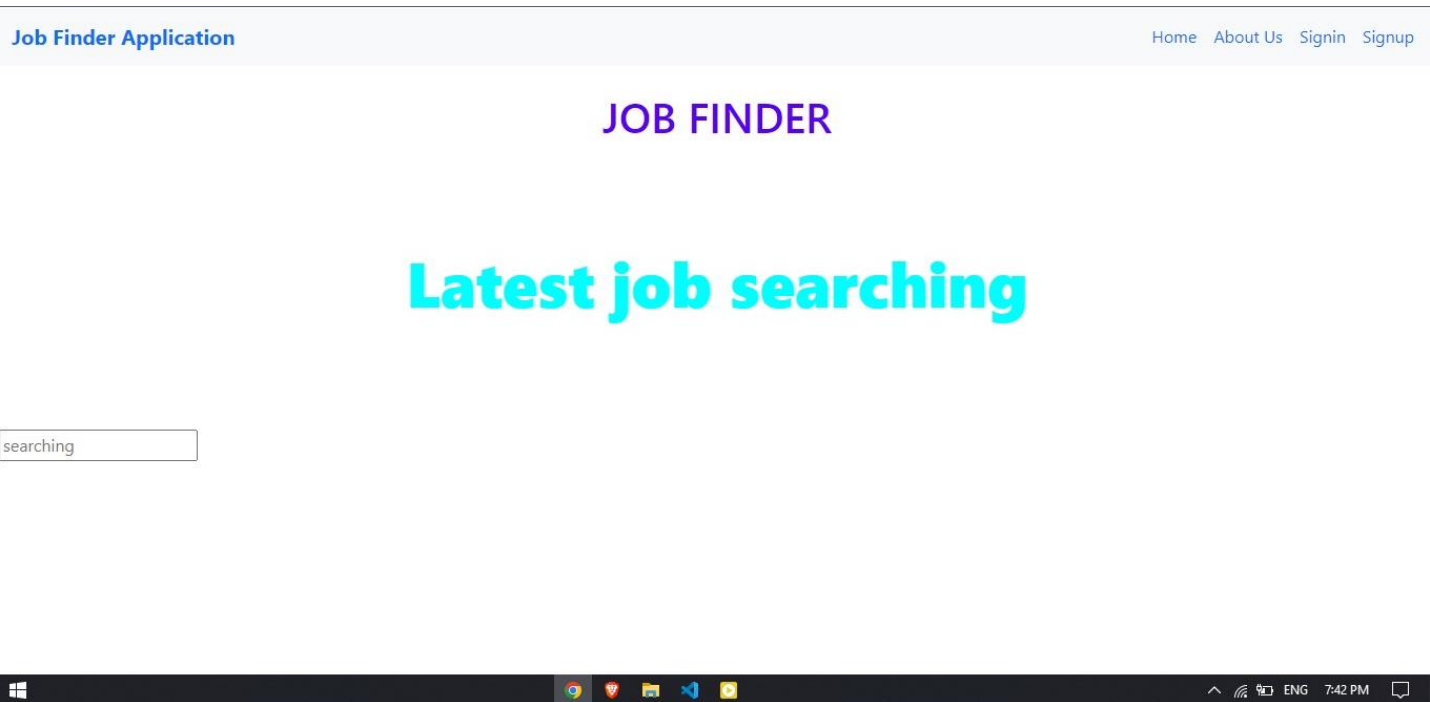 Job Finder Application Home About Us Signin Signup
JOB FINDER
Latest job searching
searching
ENG 7:42 PM